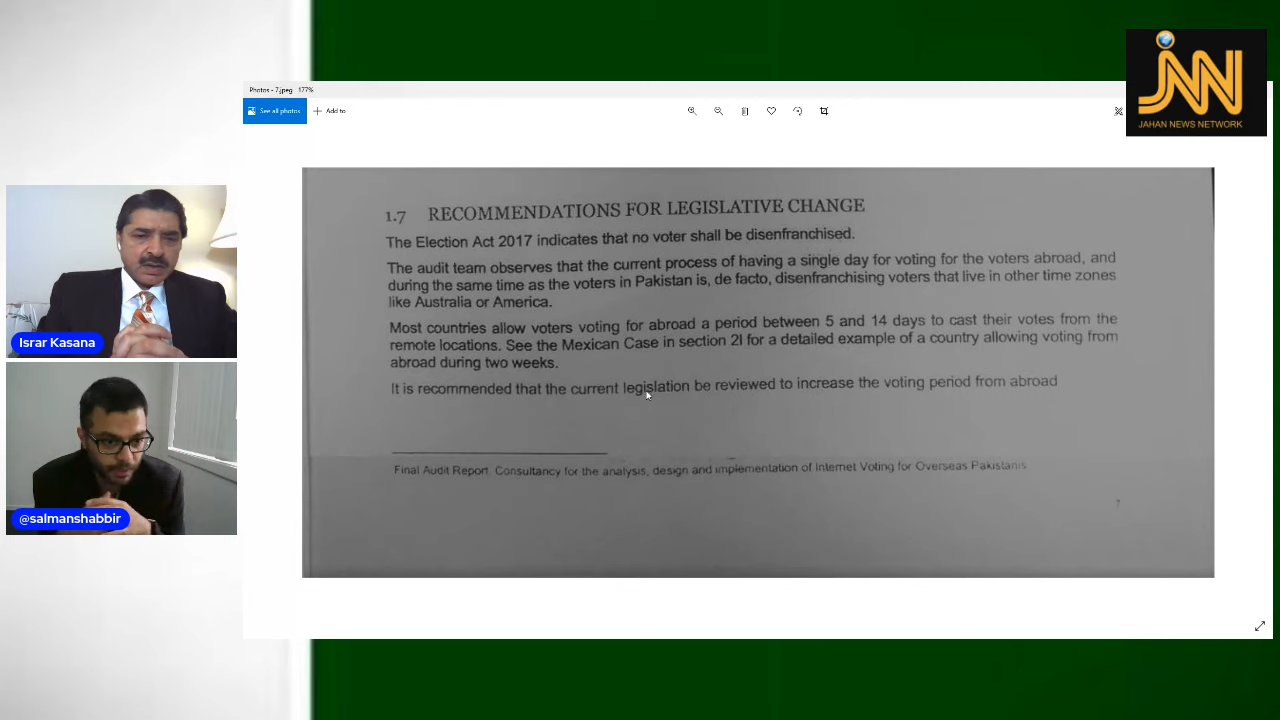 JNN
JAHAN NEWS NETWORK
Photos - 7.jpeg 177%
See all photos
Add to
1.7 RECOMMENDATIONS FOR LEGISLATIVE CHANGE
The Election Act 2017 indicates that no voter shall be disenfranchised.
The audit team observes that the current process of having a single day for voting for the voters abroad, and
during the same time as the voters in Pakistan is, de facto, disenfranchising voters that live in other time zones
like Australia or America.
Most countries allow voters voting for abroad a period between 5 and 14 days to cast their votes from the
remote locations. See the Mexican Case in section 2I for a detailed example of a country allowing voting from
abroad during two weeks.
It is recommended that the current legislation be reviewed to increase the voting period from abroad
Final Audit Report. Consultancy for the analysis, design and implementation of Internet Voting for Overseas Pakistanis
7
Israr Kasana
@salmanshabbir